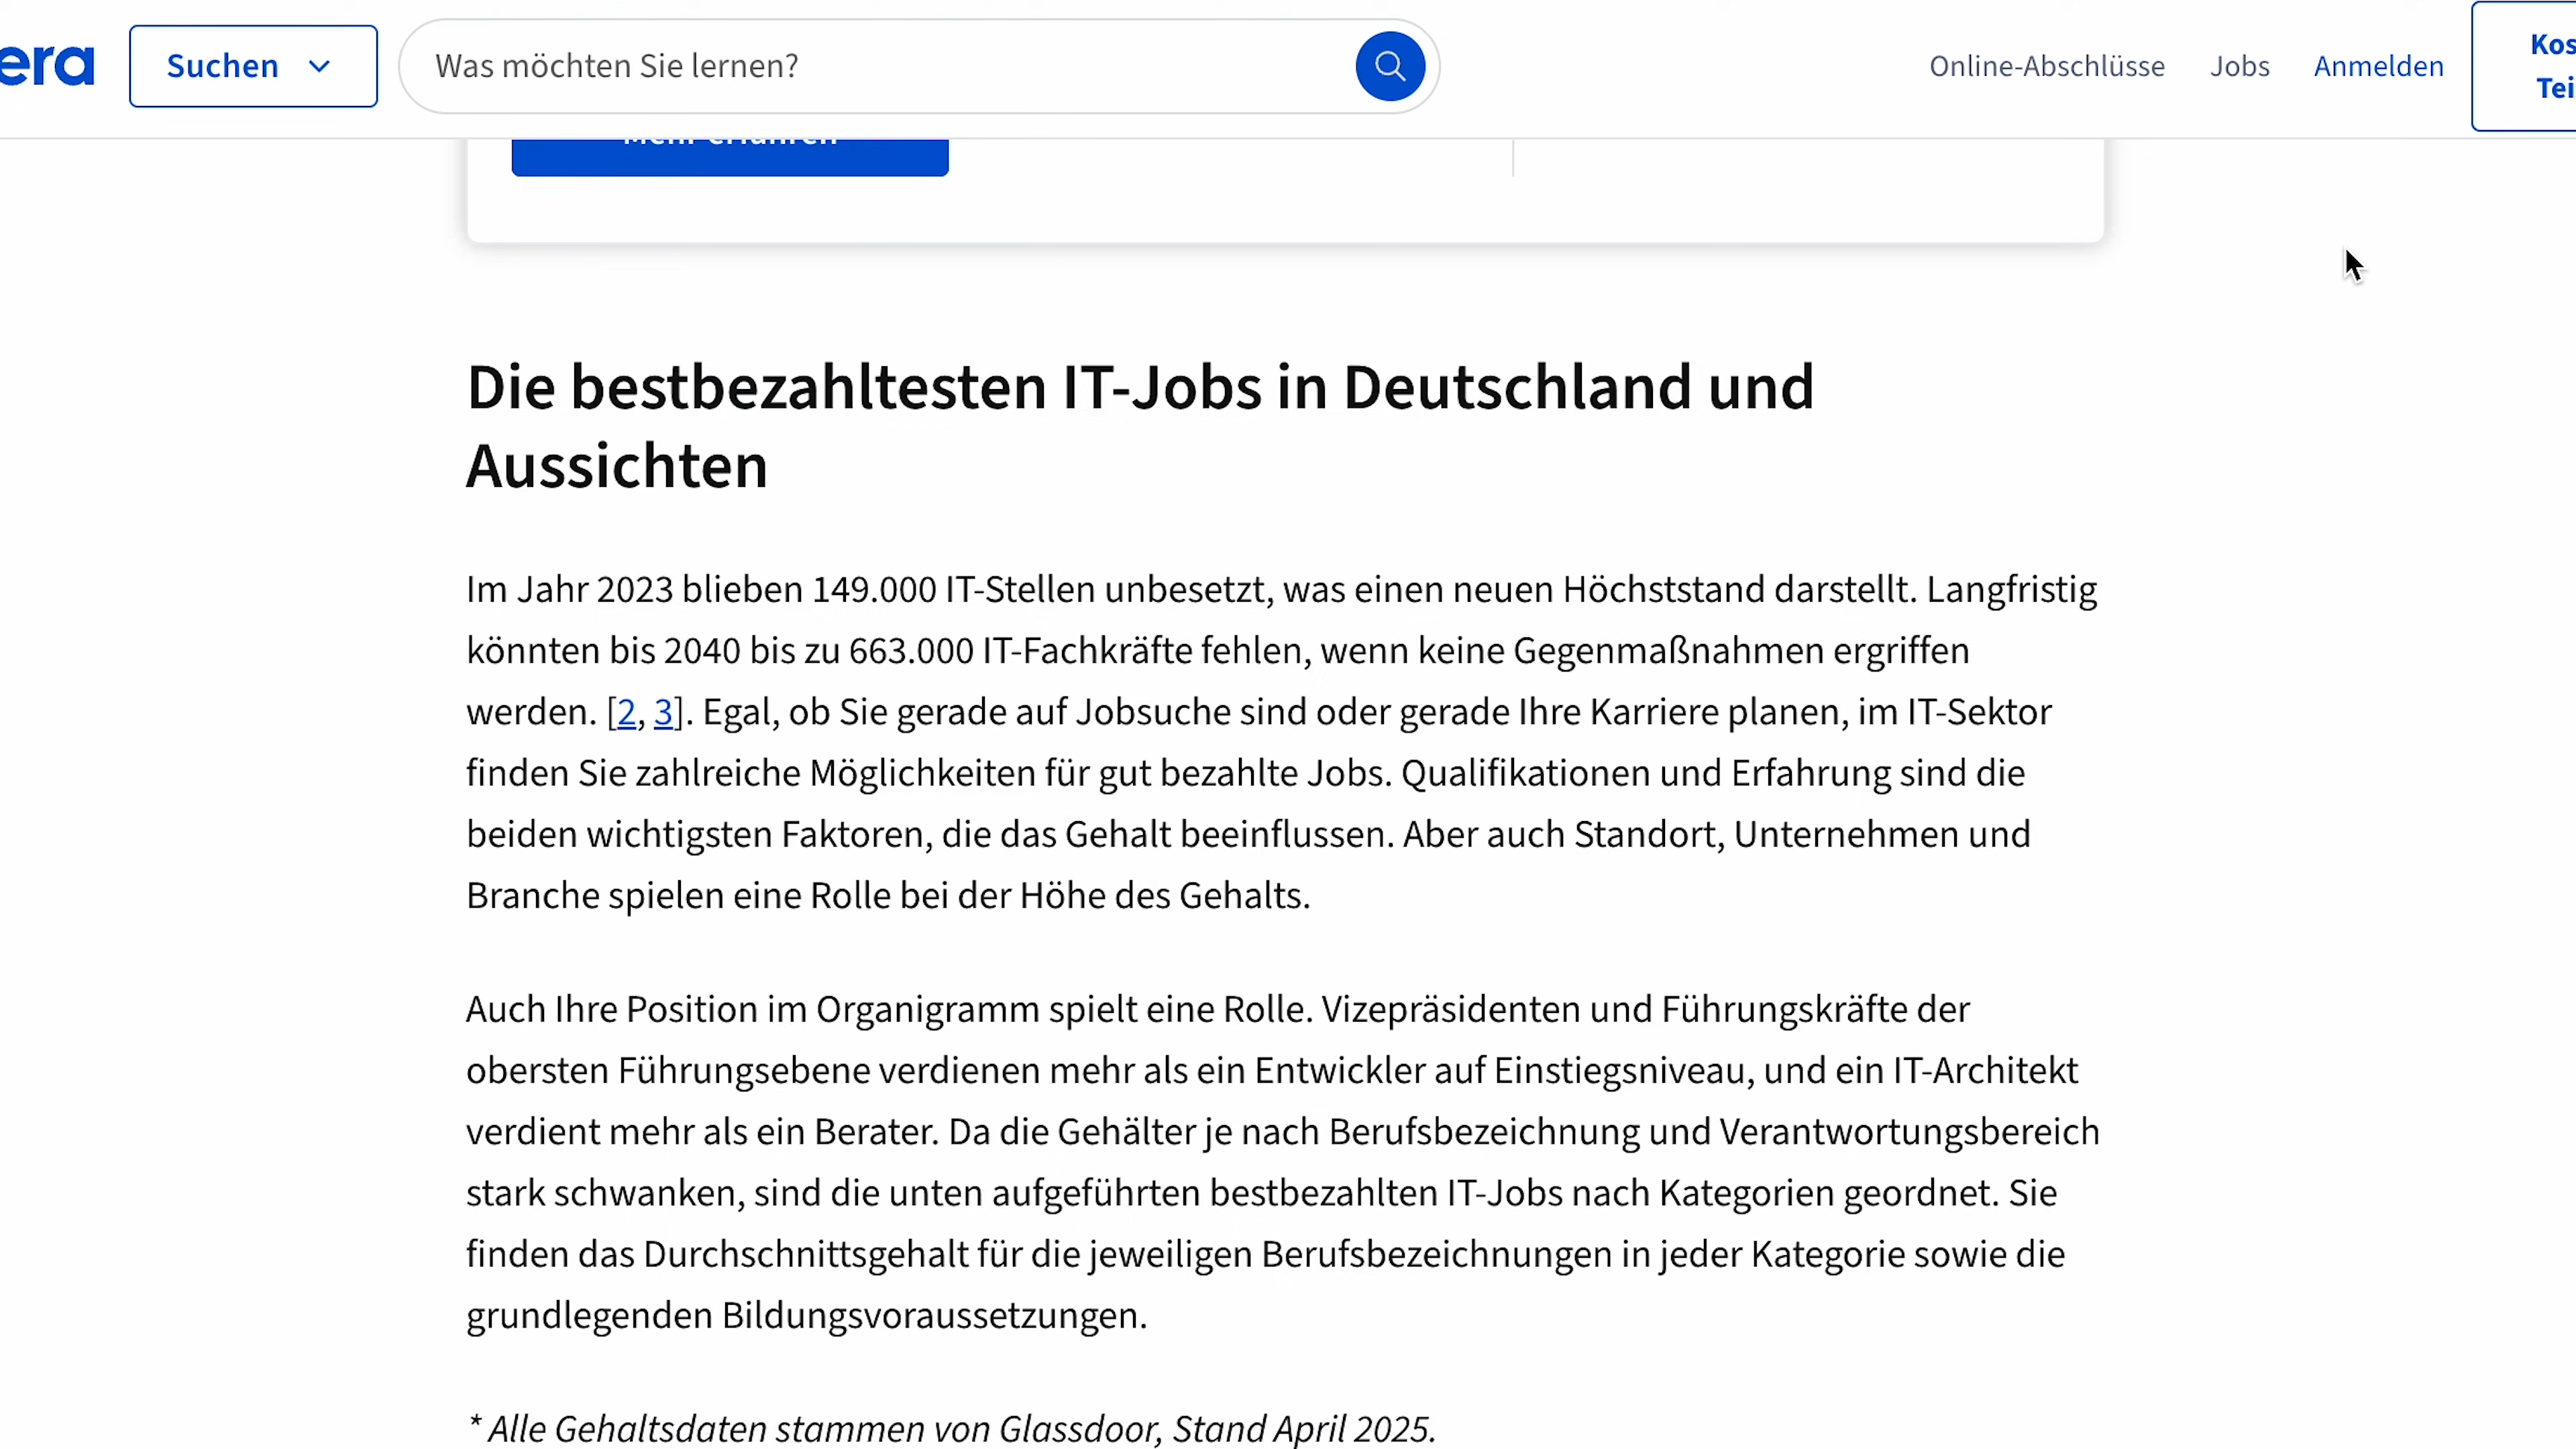 era
Suchen
Was möchten Sie lernen?
Online-Abschlüsse
Jobs
Anmelden
Kos
Tei
Mehr erfahren
Die bestbezahltesten IT-Jobs in Deutschland und
Aussichten
Im Jahr 2023 blieben 149.000 IT-Stellen unbesetzt, was einen neuen Höchststand darstellt. Langfristig
könnten bis 2040 bis zu 663.000 IT-Fachkräfte fehlen, wenn keine Gegenmaßnahmen ergriffen
werden. [2, 3]. Egal, ob Sie gerade auf Jobsuche sind oder gerade Ihre Karriere planen, im IT-Sektor
finden Sie zahlreiche Möglichkeiten für gut bezahlte Jobs. Qualifikationen und Erfahrung sind die
beiden wichtigsten Faktoren, die das Gehalt beeinflussen. Aber auch Standort, Unternehmen und
Branche spielen eine Rolle bei der Höhe des Gehalts.
Auch Ihre Position im Organigramm spielt eine Rolle. Vizepräsidenten und Führungskräfte der
obersten Führungsebene verdienen mehr als ein Entwickler auf Einstiegsniveau, und ein IT-Architekt
verdient mehr als ein Berater. Da die Gehälter je nach Berufsbezeichnung und Verantwortungsbereich
stark schwanken, sind die unten aufgeführten bestbezahlten IT-Jobs nach Kategorien geordnet. Sie
finden das Durchschnittsgehalt für die jeweiligen Berufsbezeichnungen in jeder Kategorie sowie die
grundlegenden Bildungsvoraussetzungen.
* Alle Gehaltsdaten stammen von Glassdoor, Stand April 2025.